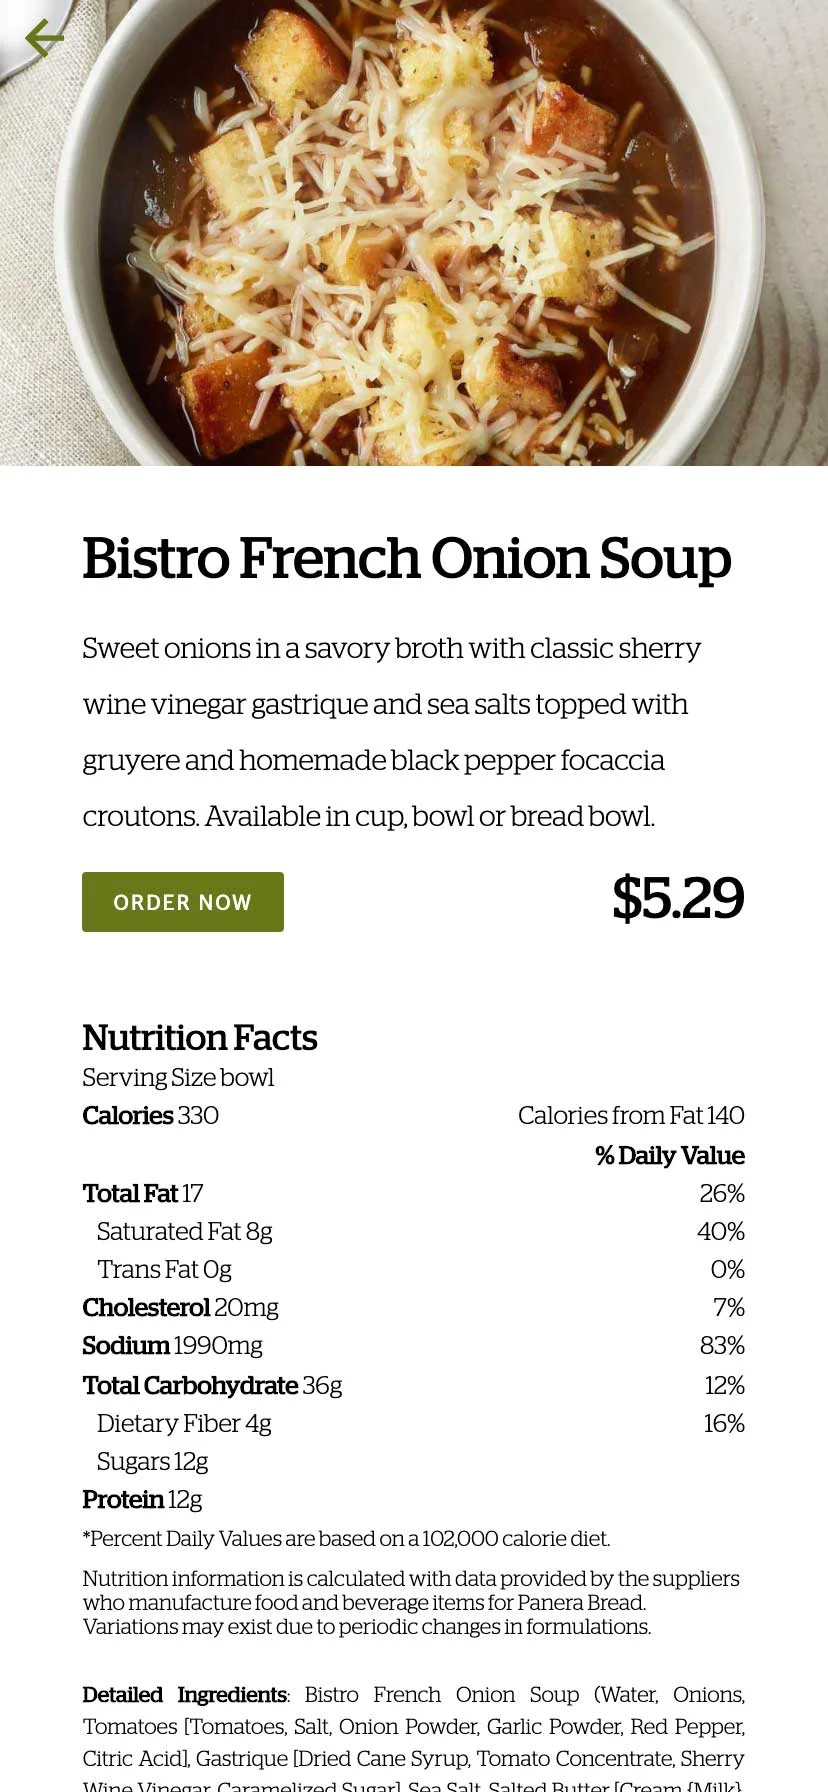 Bistro French Onion Soup
Sweet onions in a savory broth with classic sherry
wine vinegar gastrique and sea salts topped with
gruyere and homemade black pepper focaccia
croutons. Available in cup, bowl or bread bowl.
ORDER NOW
$5.29
Nutrition Facts
Serving Size bowl
Calories 330 Calories from Fat 140
% Daily Value
Total Fat 17 26%
Saturated Fat 8g 40%
Trans Fat 0g 0%
Cholesterol 20mg 7%
Sodium 1990mg 83%
Total Carbohydrate 36g 12%
Dietary Fiber 4g 16%
Sugars 12g
Protein 12g
*Percent Daily Values are based on a 102,000 calorie diet.
Nutrition information is calculated with data provided by the suppliers
who manufacture food and beverage items for Panera Bread.
Variations may exist due to periodic changes in formulations.
Detailed Ingredients: Bistro French Onion Soup (Water, Onions,
Tomatoes [Tomatoes, Salt, Onion Powder, Garlic Powder, Red Pepper,
Citric Acid], Gastrique [Dried Cane Syrup, Tomato Concentrate, Sherry
Wine Vinegar, Caramelized Sugar], Sea Salt, Salted Butter [Cream {Milk},